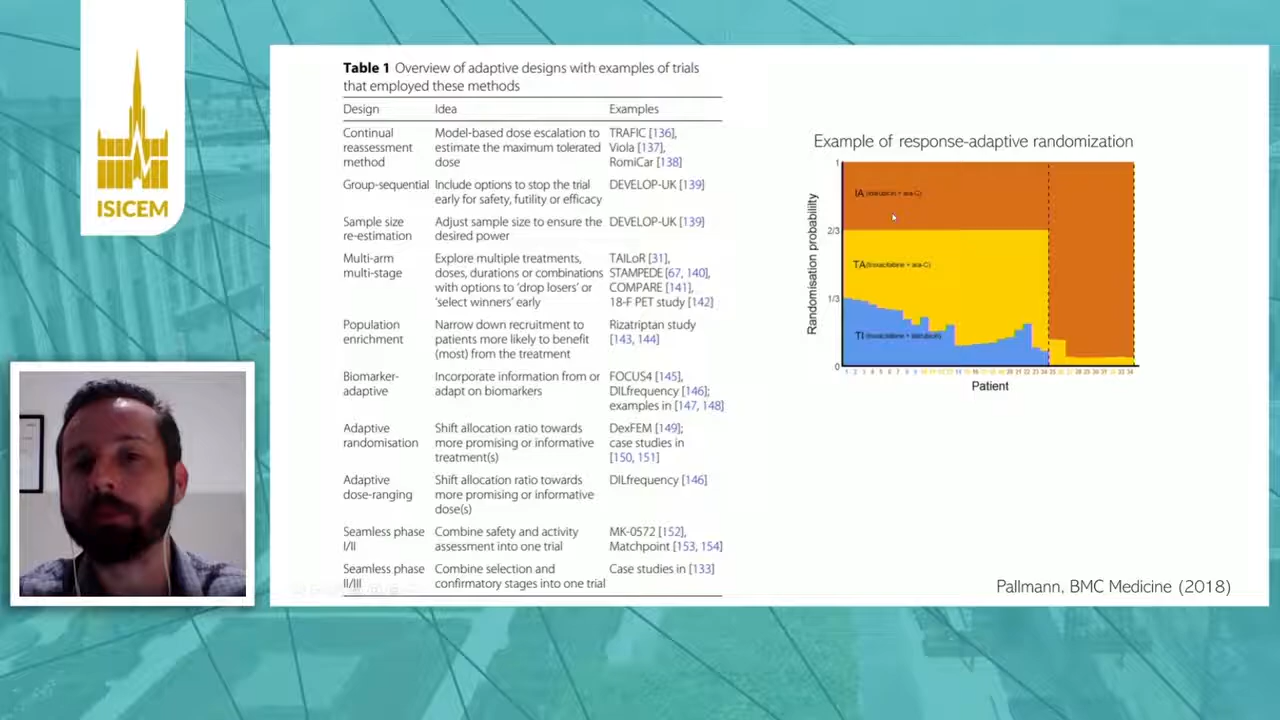 ISICEM
Table 1 Overview of adaptive designs with examples of trials
that employed these methods
Design Idea Examples
Continual Model-based dose escalation to TRAFIC [136],
reassessment estimate the maximum tolerated Viola [137],
method dose RomiCar [138]
Group-sequential Include options to stop the trial DEVELOP-UK [139]
early for safety, futility or efficacy
Sample size Adjust sample size to ensure the DEVELOP-UK [139]
re-estimation desired power
Multi-arm Explore multiple treatments, TAILoR [31],
multi-stage doses, durations or combinations STAMPEDE [67, 140],
with options to ‘drop losers’ or COMPARE [141],
‘select winners’ early 18-F PET study [142]
Population Narrow down recruitment to Rizatriptan study
enrichment patients more likely to benefit [143, 144]
(most) from the treatment
Biomarker- Incorporate information from or FOCUS4 [145],
adaptive adapt on biomarkers DILfrequency [146];
examples in [147, 148]
Adaptive Shift allocation ratio towards DexFEM [149];
randomisation more promising or informative case studies in
treatment(s) [150, 151]
Adaptive Shift allocation ratio towards DILfrequency [146]
dose-ranging more promising or informative
dose(s)
Seamless phase Combine safety and activity MK-0572 [152],
I/II assessment into one trial Matchpoint [153, 154]
Seamless phase Combine selection and Case studies in [133]
II/III confirmatory stages into one trial
Example of response-adaptive randomization
Randomisation probability
1
IA
2/3
TA
1/3
TI
0
Patient
Pallmann, BMC Medicine (2018)